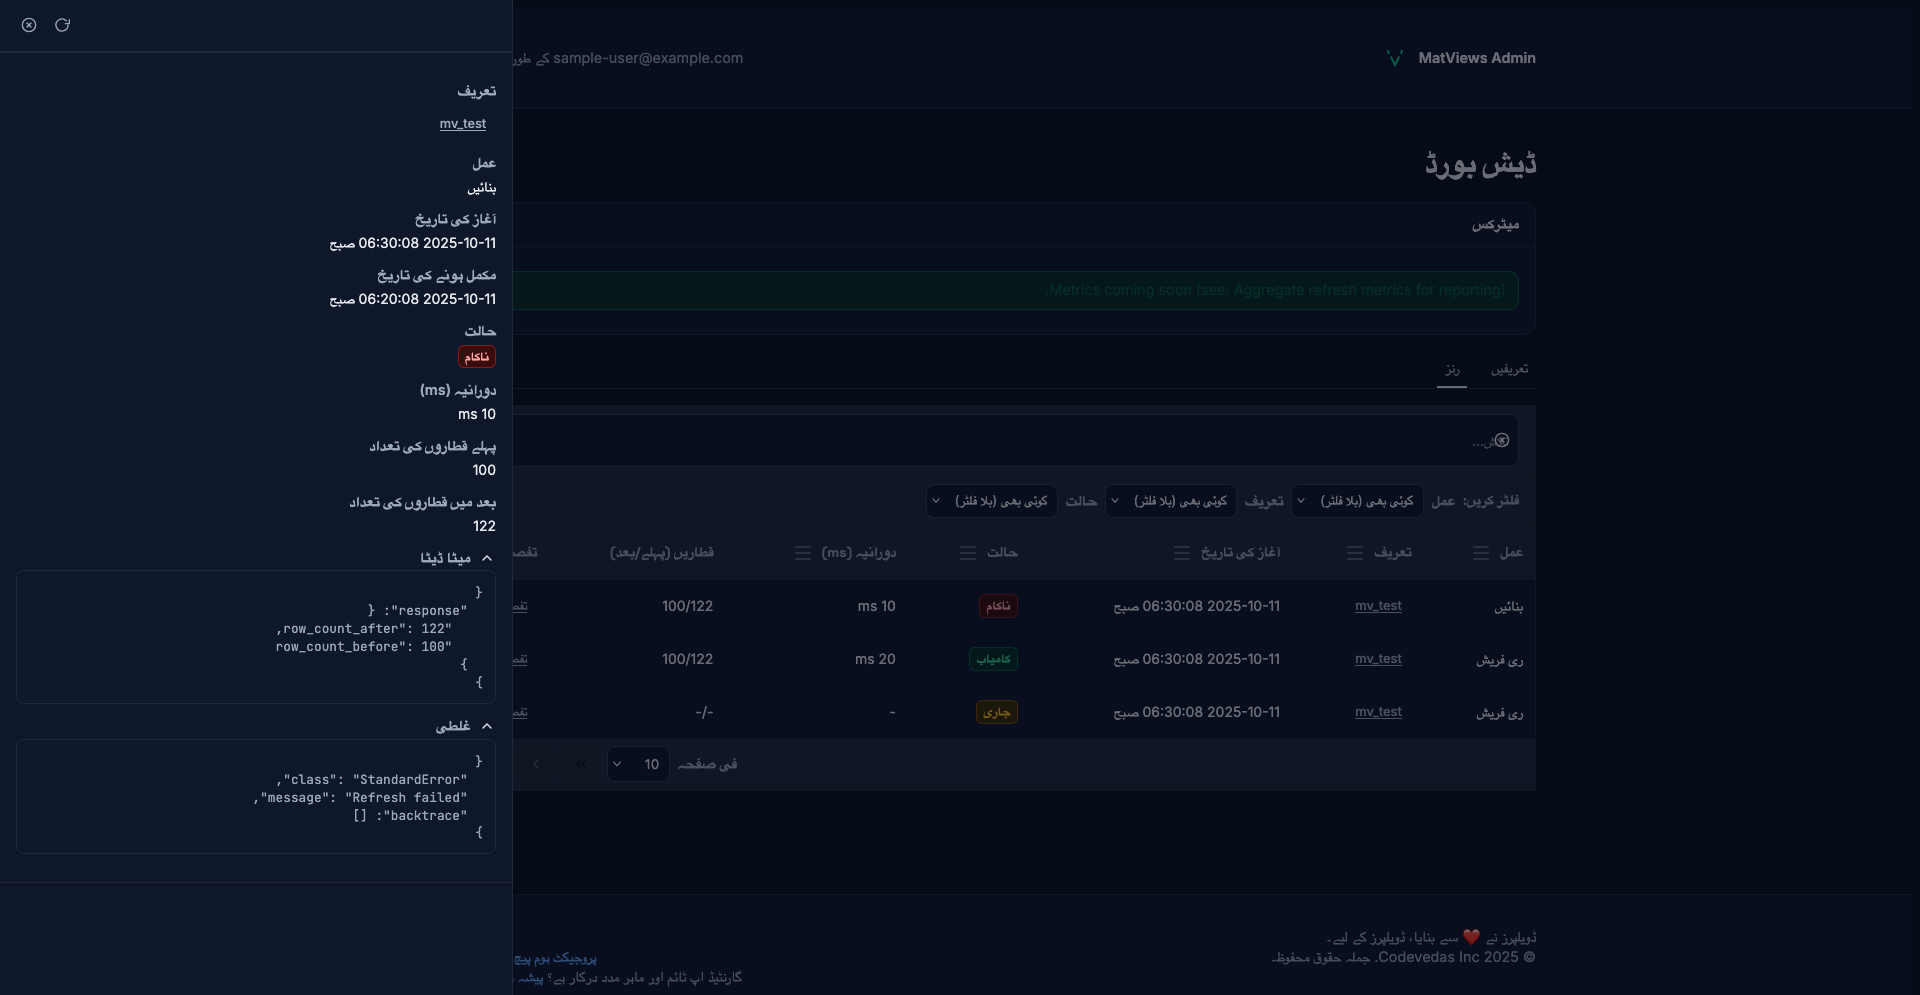 تعریف
mv_test
عمل
بنائیں
آغاز کی تاریخ
2025-10-11 06:30:08 صبح
مکمل ہونے کی تاریخ
2025-10-11 06:20:08 صبح
حالت
ناکام
دورانیہ (ms)
10 ms
پہلے قطاروں کی تعداد
100
بعد میں قطاروں کی تعداد
122
میٹا ڈیٹا
{
"response": {
"row_count_after": 122,
"row_count_before": 100
}
}
غلطی
{
"class": "StandardError",
"message": "Refresh failed",
"backtrace": []
}
MatViews Admin
sample-user@example.com کے طور
ڈیش بورڈ
میٹرکس
Metrics coming soon (see: Aggregate refresh metrics for reporting).
تعریفیں رنز
فلٹر کریں: عمل کوئی بھی (بلا فلٹر) تعریف کوئی بھی (بلا فلٹر) حالت کوئی بھی (بلا فلٹر)
عمل تعریف آغاز کی تاریخ حالت دورانیہ (ms) قطاریں (پہلے/بعد)
بنائیں mv_test 2025-10-11 06:30:08 صبح ناکام 10 ms 100/122
ری فریش mv_test 2025-10-11 06:30:08 صبح کامیاب 20 ms 100/122
ری فریش mv_test 2025-10-11 06:30:08 صبح جاری - -/-
فی صفحہ 10
ڈویلپرز نے ❤️ سے بنایا، ڈویلپرز کے لیے۔
© 2025 Codevedas Inc. جملہ حقوق محفوظ۔
پروجیکٹ ہوم پیج
گارنٹیڈ اپ ٹائم اور ماہر مدد درکار ہے؟ پیشہ